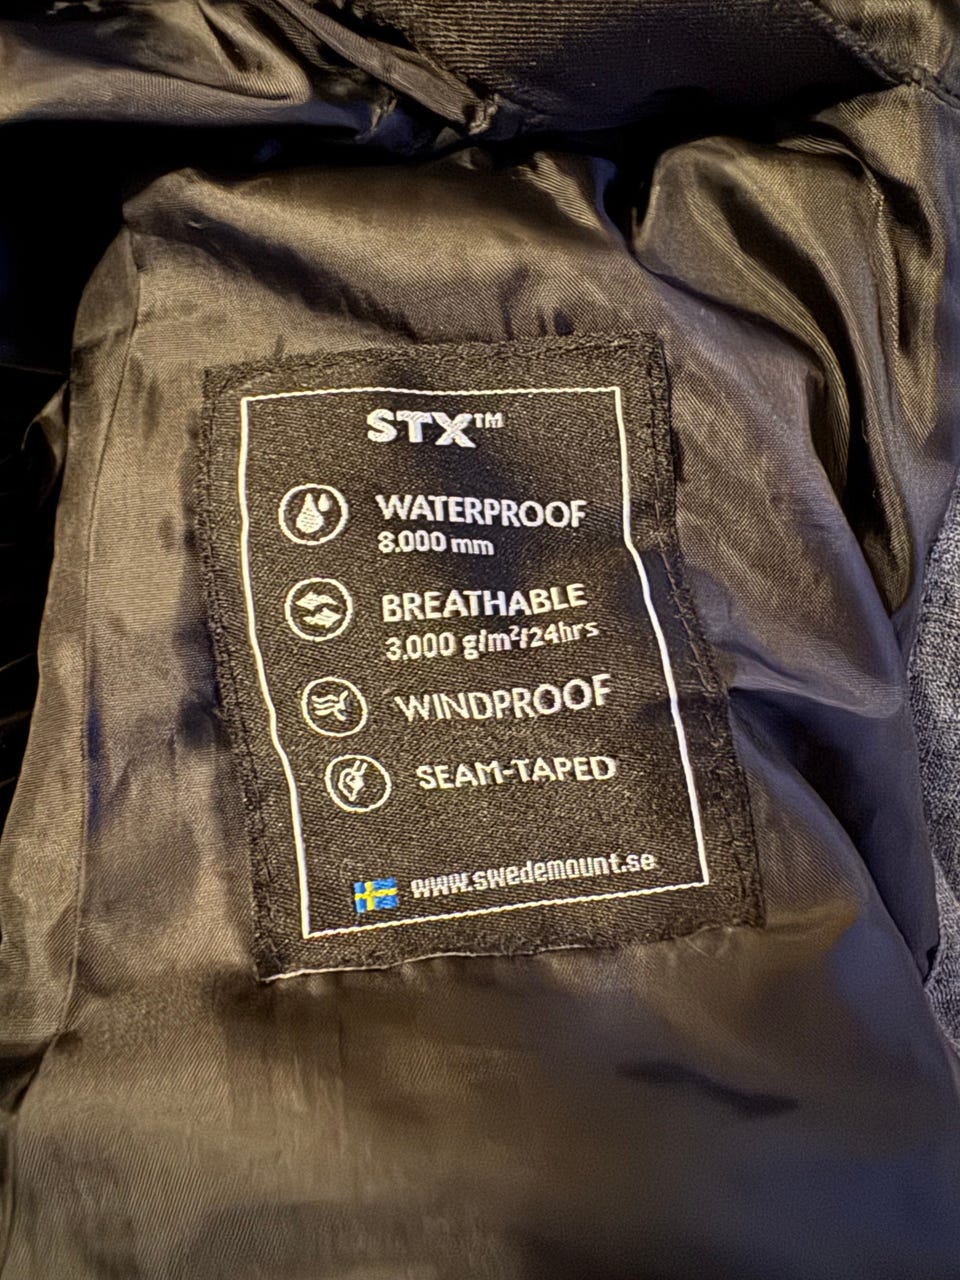 STX™
WATERPROOF
8.000 mm
BREATHABLE
3.000 g/m²/24hrs
WINDPROOF
SEAM-TAPED
www.swedemount.se